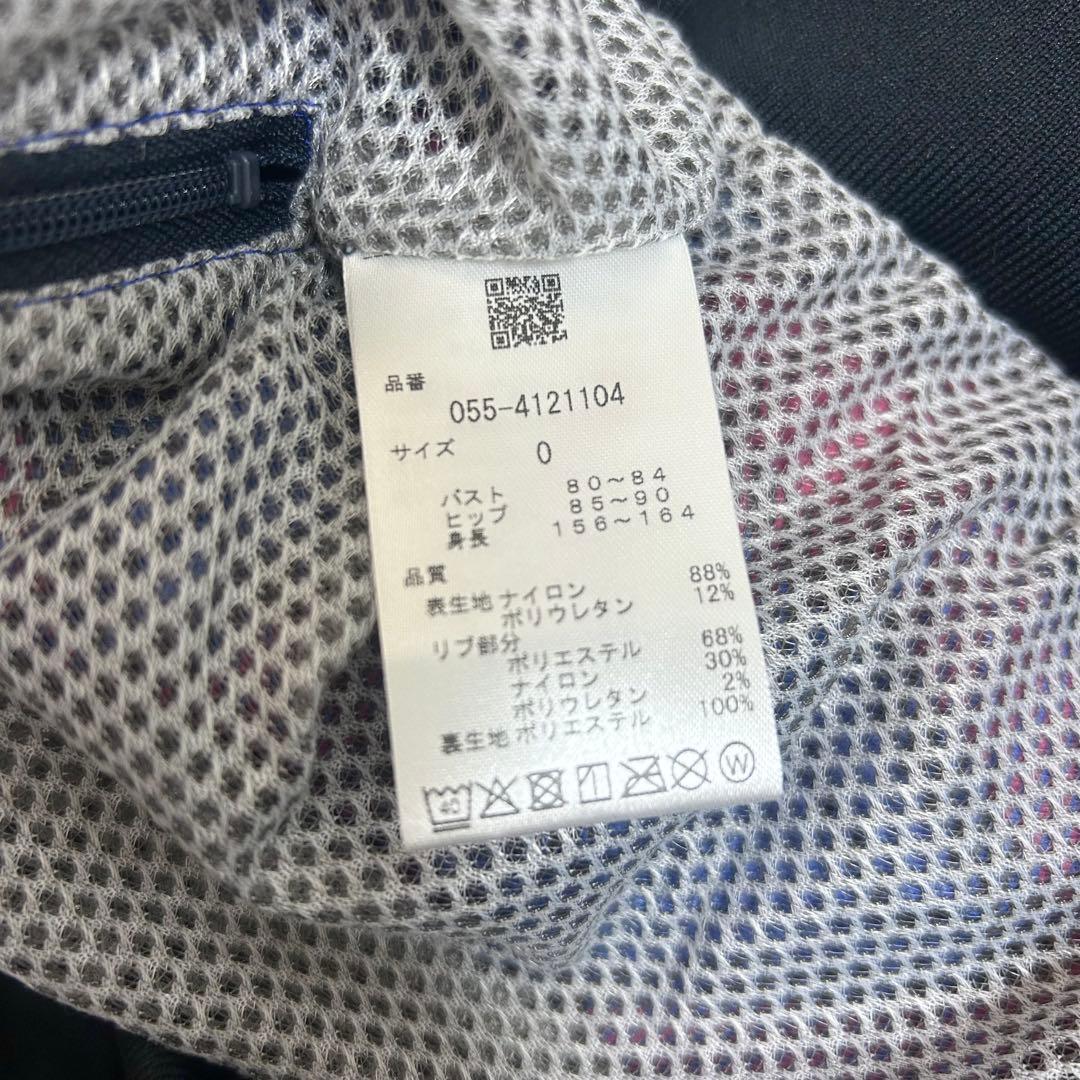 品番
055-4121104
サイズ 0
バスト 80～84
ヒップ 85～90
身長 156～164
品質
表生地 ナイロン 88%
ポリウレタン 12%
リブ部分
ポリエステル 68%
ナイロン 30%
ポリウレタン 2%
裏生地 ポリエステル 100%
40 W